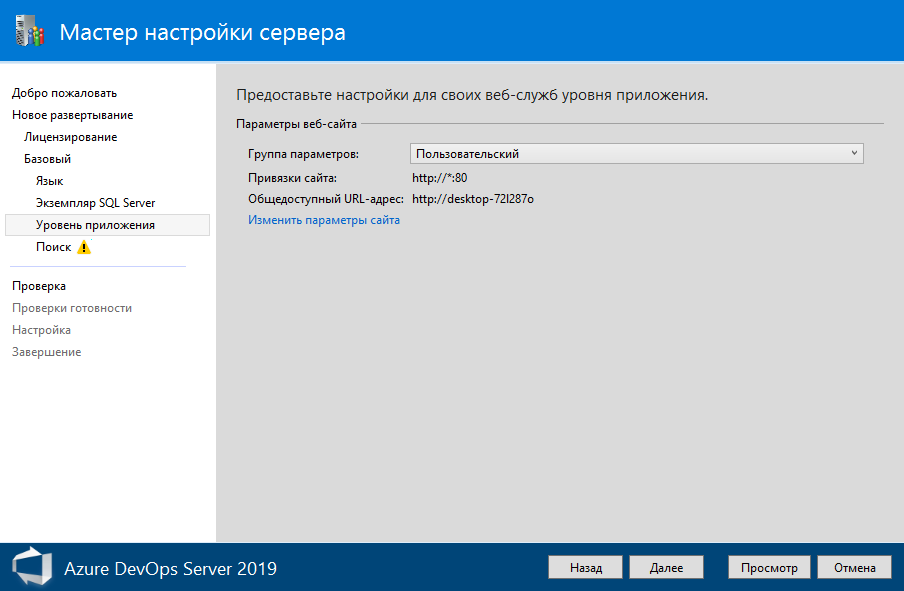 Мастер настройки сервера
Добро пожаловать
Новое развертывание
Лицензирование
Базовый
Язык
Экземпляр SQL Server
Уровень приложения
Поиск
Проверка
Проверки готовности
Настройка
Завершение
Предоставьте настройки для своих веб-служб уровня приложения.
Параметры веб-сайта
Группа параметров: Пользовательский
Привязки сайта: http://*:80
Общедоступный URL-адрес: http://desktop-72l287o
Изменить параметры сайта
Azure DevOps Server 2019
Назад Далее Просмотр Отмена